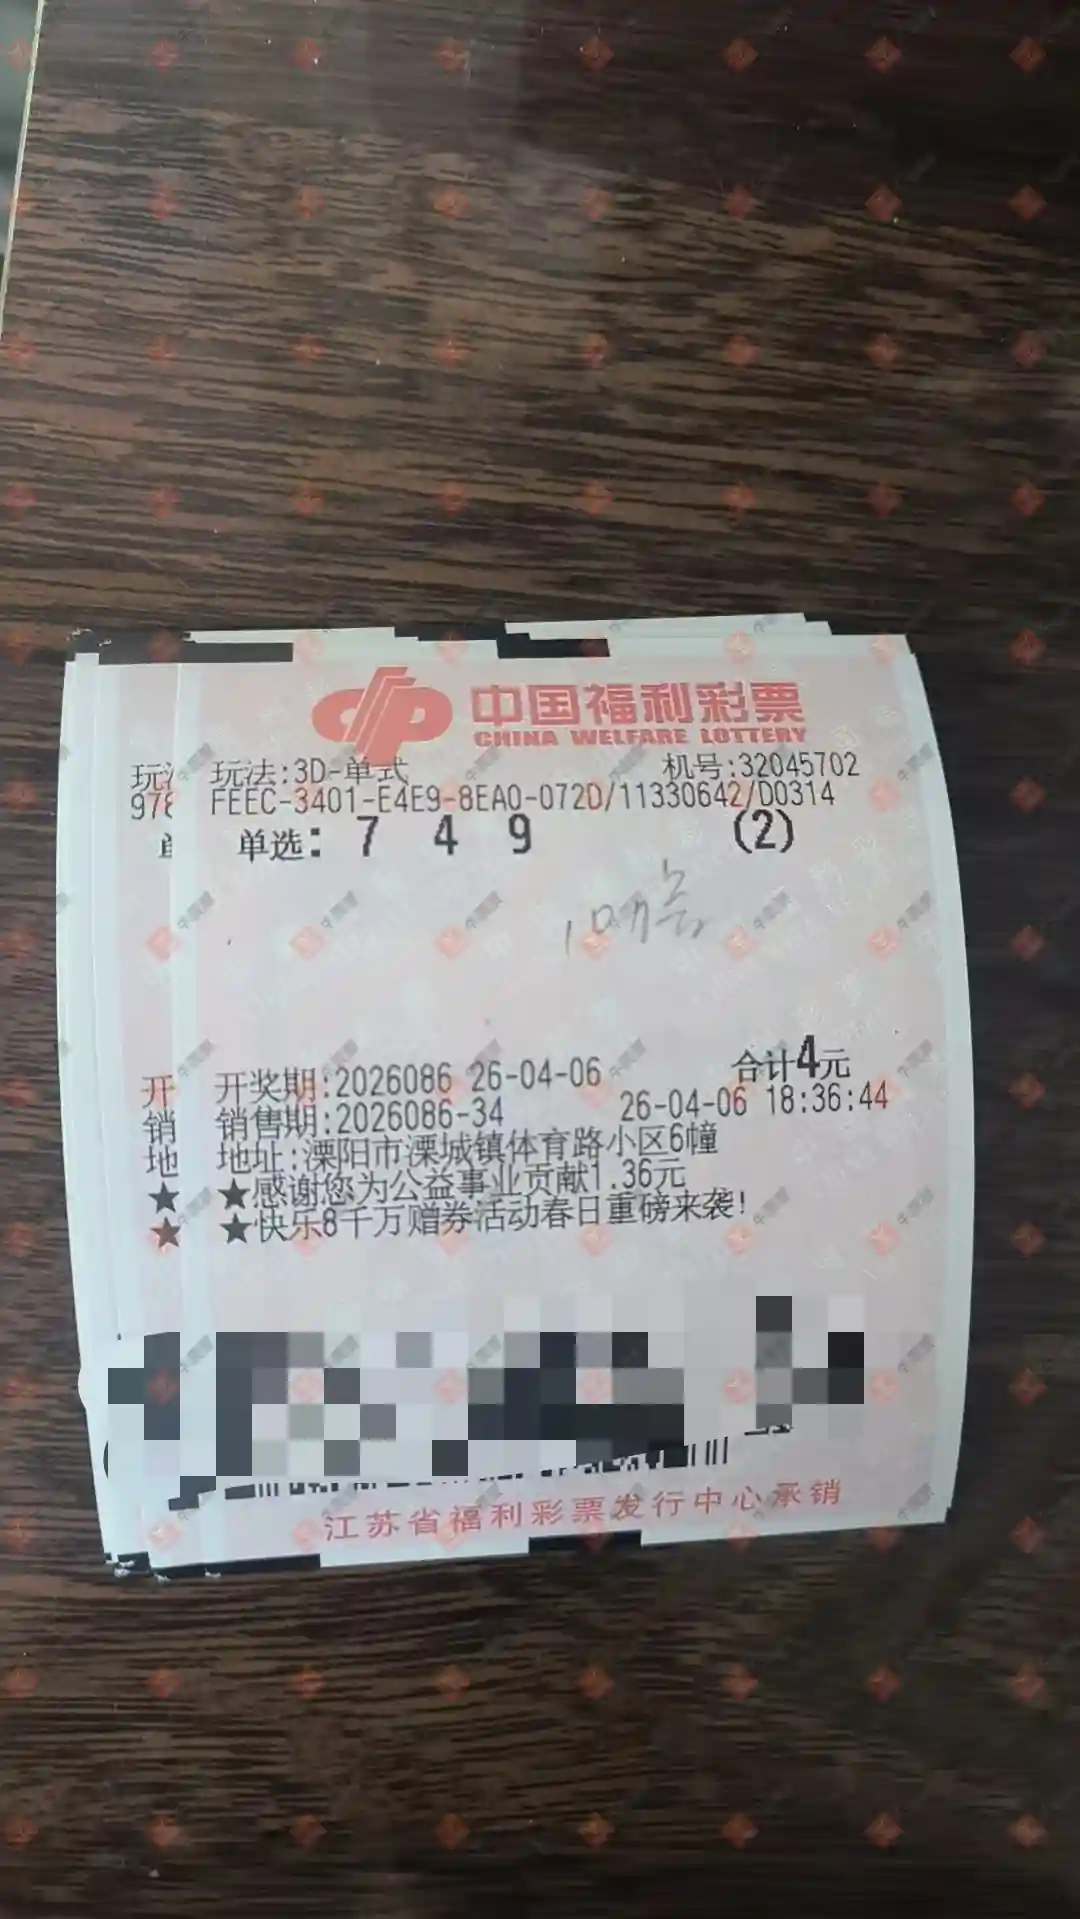 中国福利彩票
CHINA WELFARE LOTTERY
玩法:3D-单式 机号:32045702
FEEC-3401-E4E9-8EA0-072D/11330642/D0314
单选: 7 4 9 (2)
合计4元
开奖期:2026086 26-04-06
销售期:2026086-34 26-04-06 18:36:44
地址:溧阳市溧城镇体育路小区6幢
★感谢您为公益事业贡献1.36元
★快乐8千万赠券活动春日重磅来袭!
江苏省福利彩票发行中心承销
玩
978
开
销
地
★
★